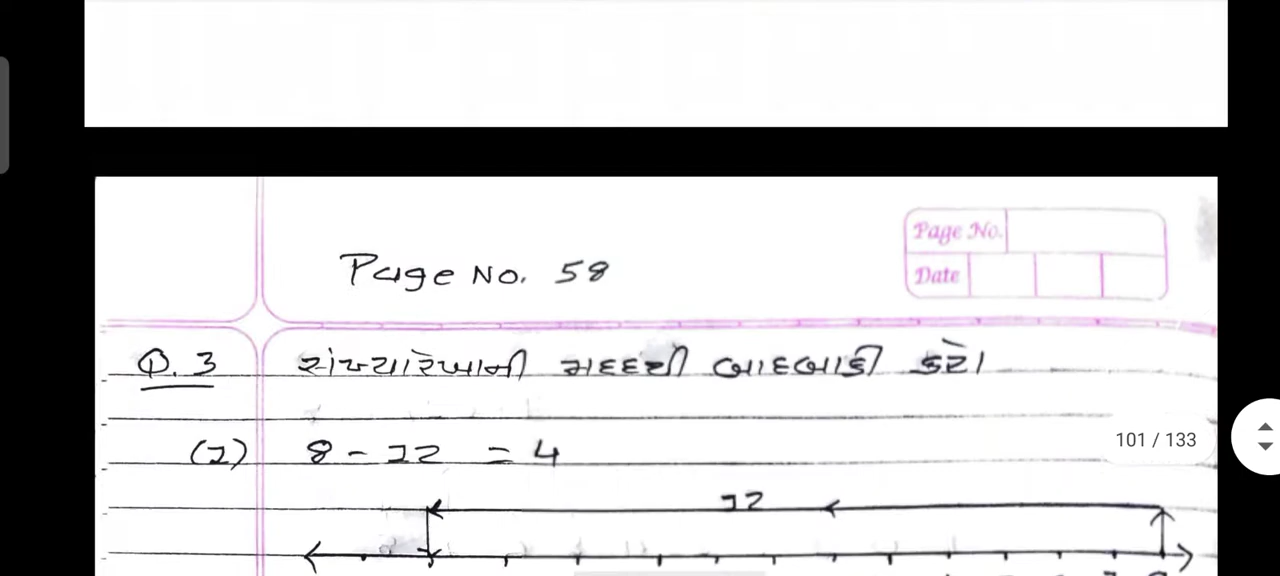 Page No.
Page No. 58
Date
Q.3 સંખ્યારેખાની મદદથી બાદબાકી કરો
(1) 8 - 12 = 4
101 / 133
12